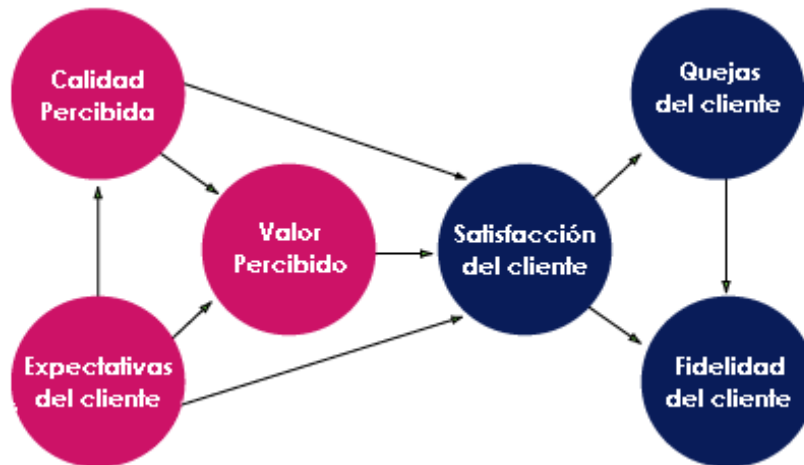 Calidad
Percibida
Quejas
del cliente
Valor
Percibido
Satisfacción
del cliente
Expectativas
del cliente
Fidelidad
del cliente